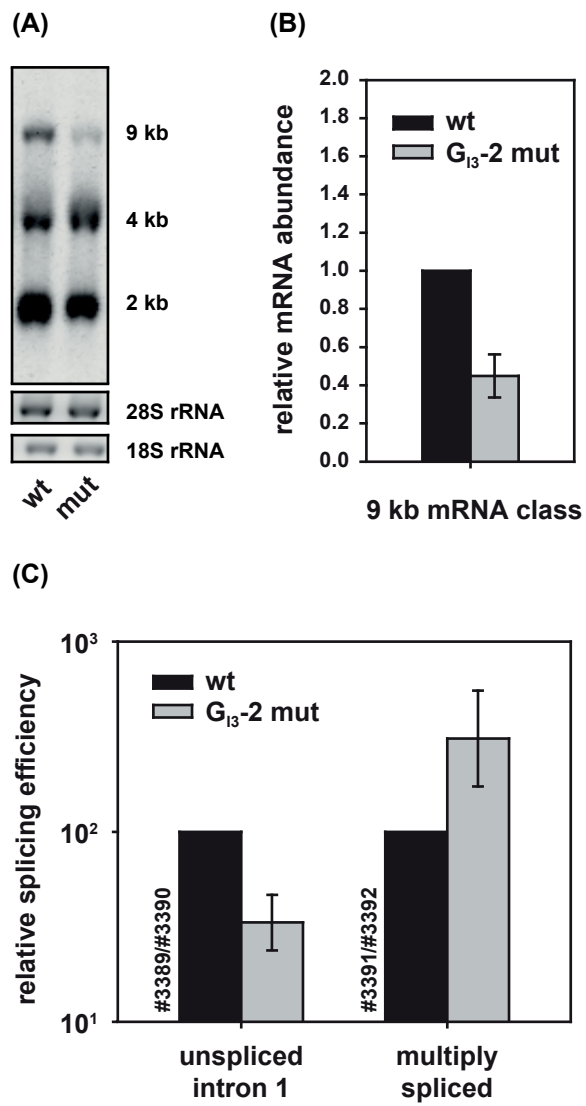 (A)
9 kb
4 kb
2 kb
28S rRNA
18S rRNA
wt
mut
(B)
relative mRNA abundance
2.0
1.8
1.6
1.4
1.2
1.0
0.8
0.6
0.4
0.2
0.0
wt
G_I3-2 mut
9 kb mRNA class
(C)
relative splicing efficiency
10³
10²
10¹
wt
G_I3-2 mut
#3389/#3390
#3391/#3392
unspliced
intron 1
multiply
spliced